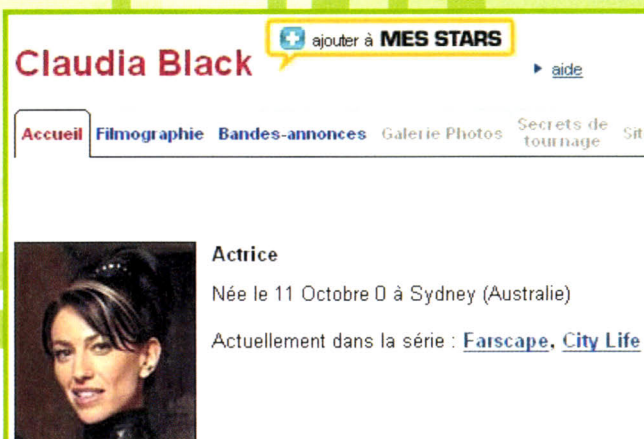 Claudia Black
ajouter à MES STARS
aide
Accueil Filmographie Bandes-annonces Galerie Photos Secrets de tournage
Actrice
Née le 11 Octobre 0 à Sydney (Australie)
Actuellement dans la série : Farscape, City Life